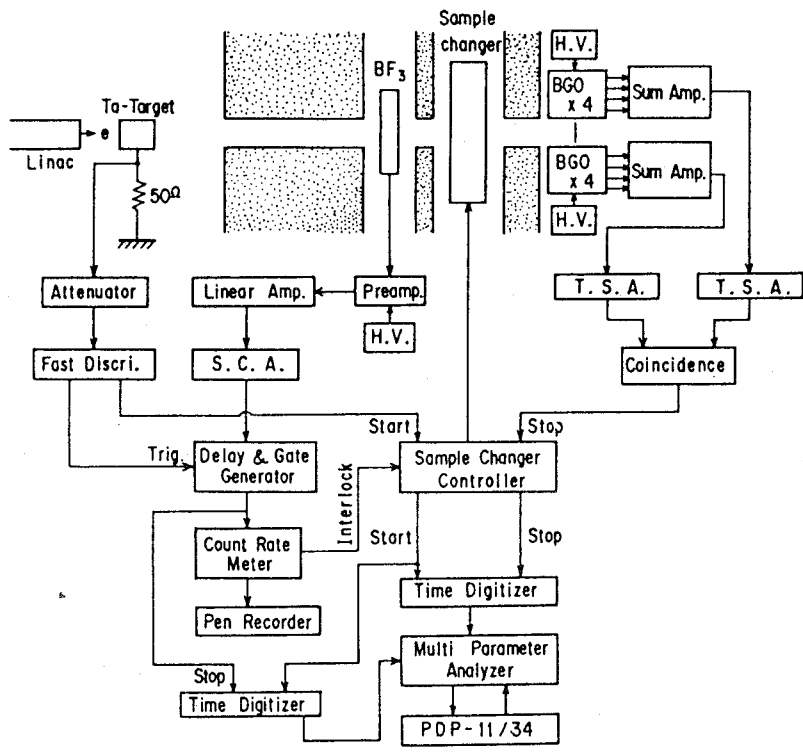 Sample
changer
H.V.
BF3
BGO
x 4
Sum Amp.
Ta-Target
e
Linac
BGO
x 4
Sum Amp.
50Ω
H.V.
Attenuator
Linear Amp.
Preamp.
T. S. A.
T. S. A.
H.V.
Fast Discri.
S. C. A.
Coincidence
Start
Stop
Trig.
Delay & Gate
Generator
Sample Changer
Controller
Interlock
Count Rate
Meter
Start
Stop
Time Digitizer
Pen Recorder
Multi Parameter
Analyzer
Stop
Time Digitizer
PDP-11/34